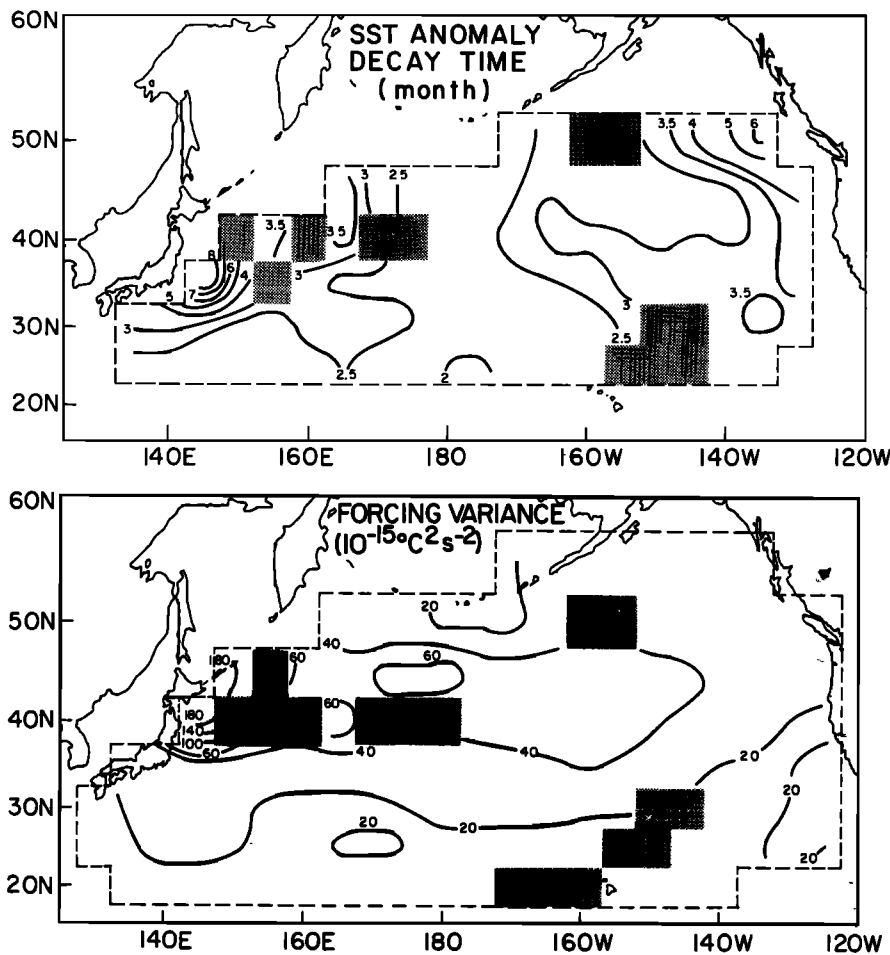 60N
SST ANOMALY
DECAY TIME
(month)
50N
3.5 4 5 6
3 2.5
3.5 3.5
40N
8
6 4
7
5
3
3
3.5
30N
3
2.5
2.5
2
20N
140E 160E 180 160W 140W 120W
60N
FORCING VARIANCE
(10⁻¹⁵°C²s⁻²)
50N
20
40
180 60 60
40N
180
140
100
60
60
40
40
20
20
30N
20
20
20
20N
140E 160E 180 160W 140W 120W